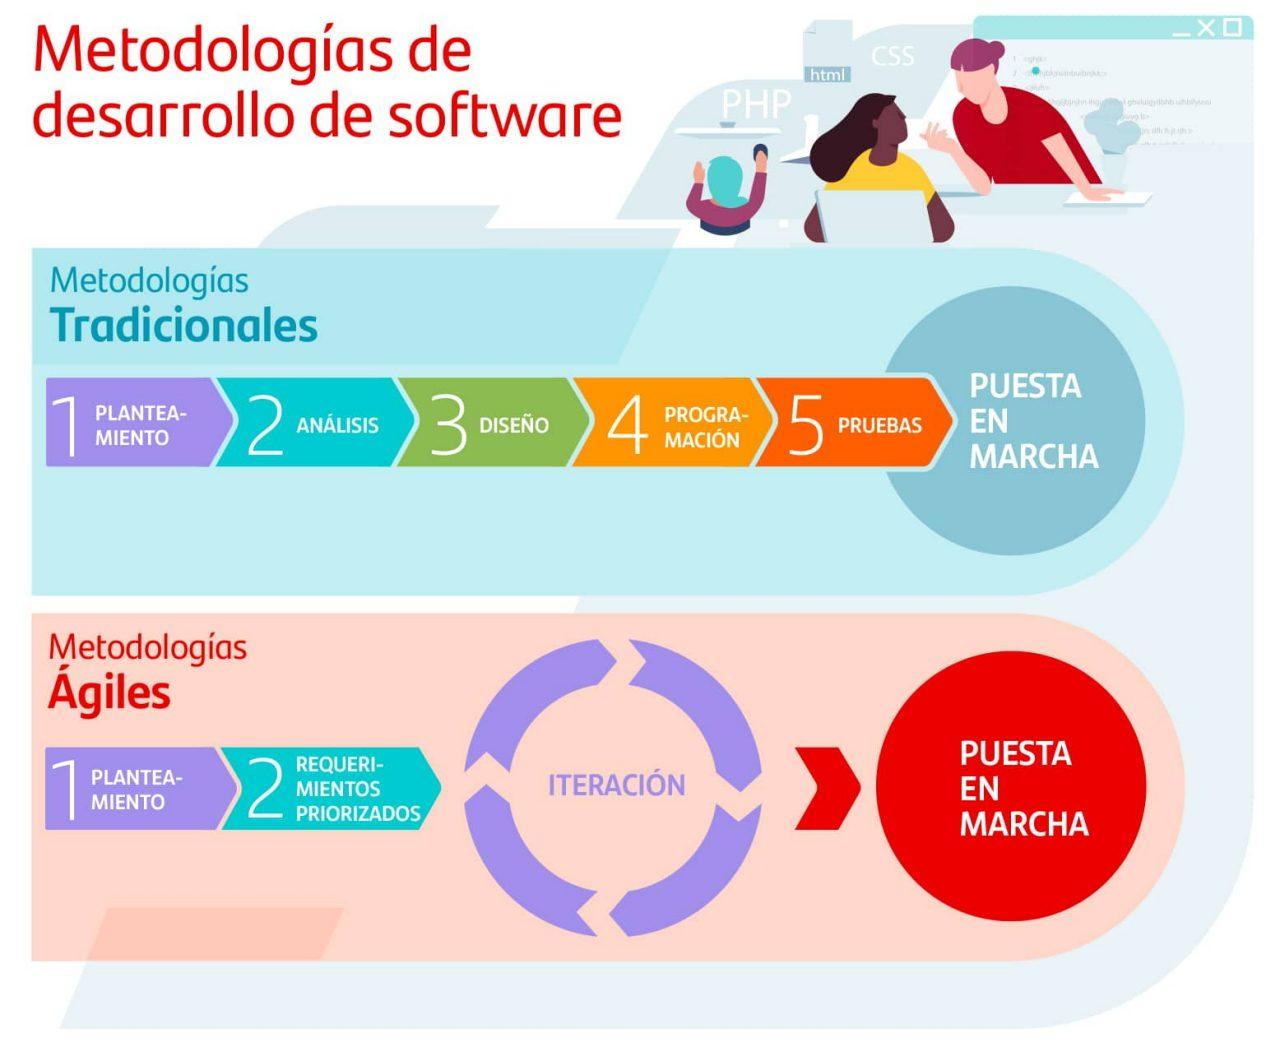 Metodologías de
desarrollo de software
PHP
html
CSS
Metodologías
Tradicionales
1 PLANTEA-
MIENTO
2 ANÁLISIS
3 DISEÑO
4 PROGRA-
MACIÓN
5 PRUEBAS
PUESTA
EN
MARCHA
Metodologías
Ágiles
1 PLANTEA-
MIENTO
2 REQUERI-
MIENTOS
PRIORIZADOS
ITERACIÓN
PUESTA
EN
MARCHA